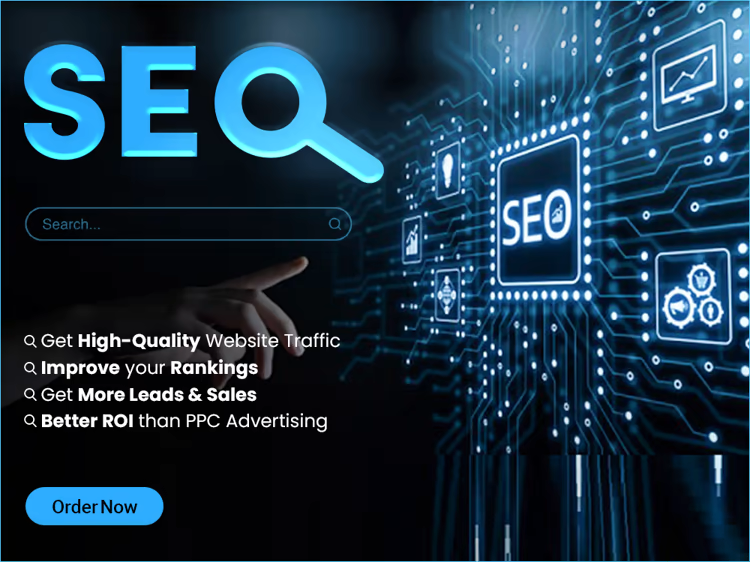 SEO
Search...
SEO
Get High-Quality Website Traffic
Improve your Rankings
Get More Leads & Sales
Better ROI than PPC Advertising
Order Now